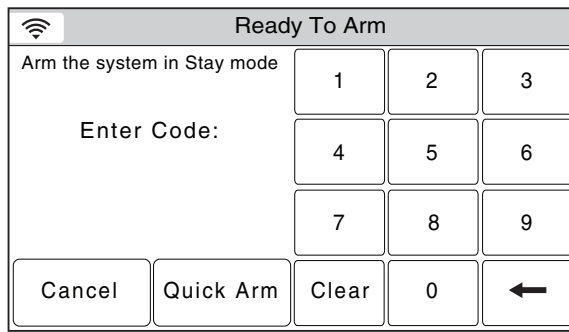 Ready To Arm
Arm the system in Stay mode
Enter Code:
1 2 3
4 5 6
7 8 9
Cancel Quick Arm Clear 0